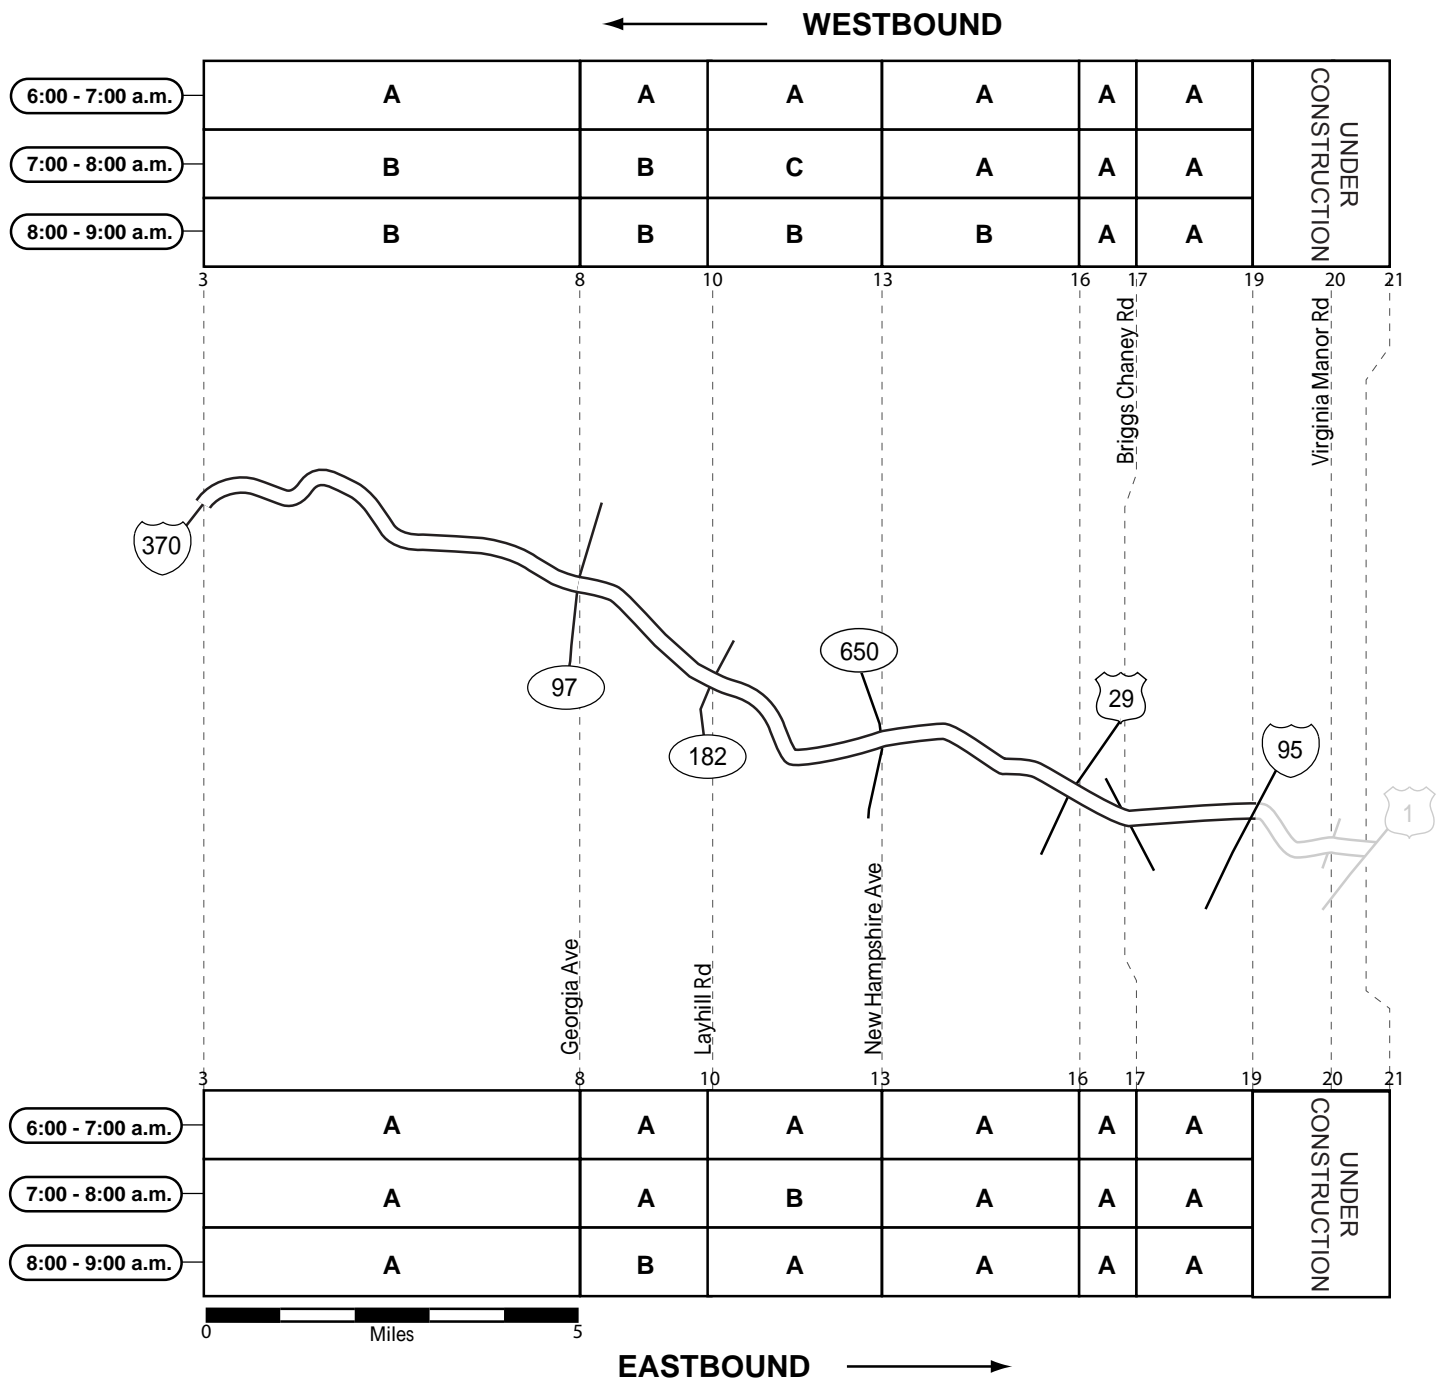 WESTBOUND
6:00 - 7:00 a.m. A A A A A A
7:00 - 8:00 a.m. B B C A A A
8:00 - 9:00 a.m. B B B B A A
UNDER
CONSTRUCTION
3 8 10 13 16 17 19 20 21
Briggs Chaney Rd
Virginia Manor Rd
370
97
182
650
29
95
1
Georgia Ave
Layhill Rd
New Hampshire Ave
3 8 10 13 16 17 19 20 21
6:00 - 7:00 a.m. A A A A A A
7:00 - 8:00 a.m. A A B A A A
8:00 - 9:00 a.m. A B A A A A
UNDER
CONSTRUCTION
0 Miles 5
EASTBOUND